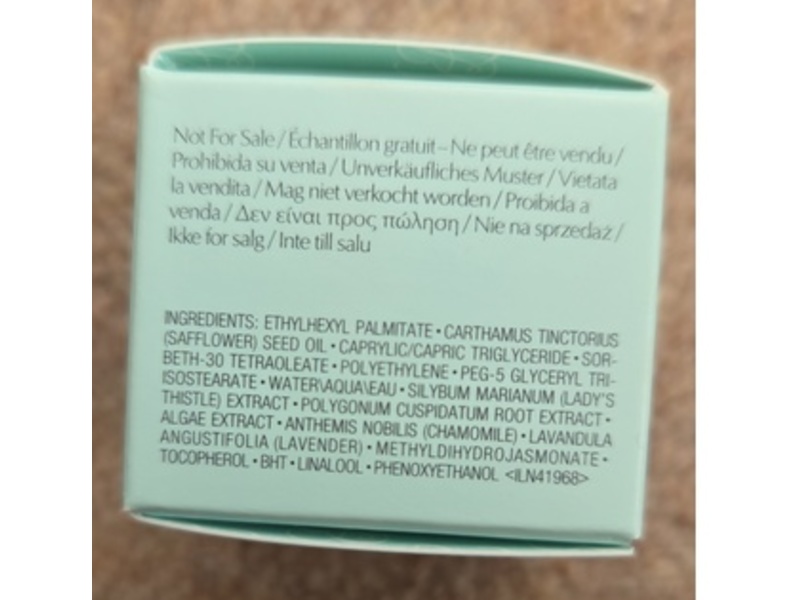 Not For Sale / Échantillon gratuit – Ne peut être vendu /
Prohibida su venta / Unverkäufliches Muster / Vietata
la vendita / Mag niet verkocht worden / Proibida a
venda / Δεν είναι προς πώληση / Nie na sprzedaż /
Ikke for salg / Inte till salu
INGREDIENTS: ETHYLHEXYL PALMITATE • CARTHAMUS TINCTORIUS
(SAFFLOWER) SEED OIL • CAPRYLIC/CAPRIC TRIGLYCERIDE • SOR-
BETH-30 TETRAOLEATE • POLYETHYLENE • PEG-5 GLYCERYL TRI-
ISOSTEARATE • WATER\AQUA\EAU • SILYBUM MARIANUM (LADY'S
THISTLE) EXTRACT • POLYGONUM CUSPIDATUM ROOT EXTRACT •
ALGAE EXTRACT • ANTHEMIS NOBILIS (CHAMOMILE) • LAVANDULA
ANGUSTIFOLIA (LAVENDER) • METHYLDIHYDROJASMONATE •
TOCOPHEROL • BHT • LINALOOL • PHENOXYETHANOL <ILN41968>